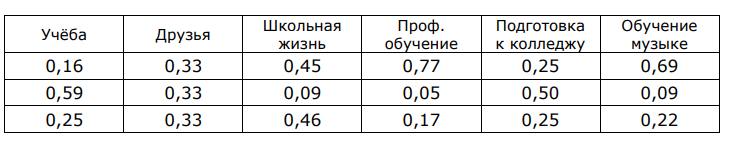 Учёба Друзья Школьная жизнь Проф. обучение Подготовка к колледжу Обучение музыке
0,16 0,33 0,45 0,77 0,25 0,69
0,59 0,33 0,09 0,05 0,50 0,09
0,25 0,33 0,46 0,17 0,25 0,22